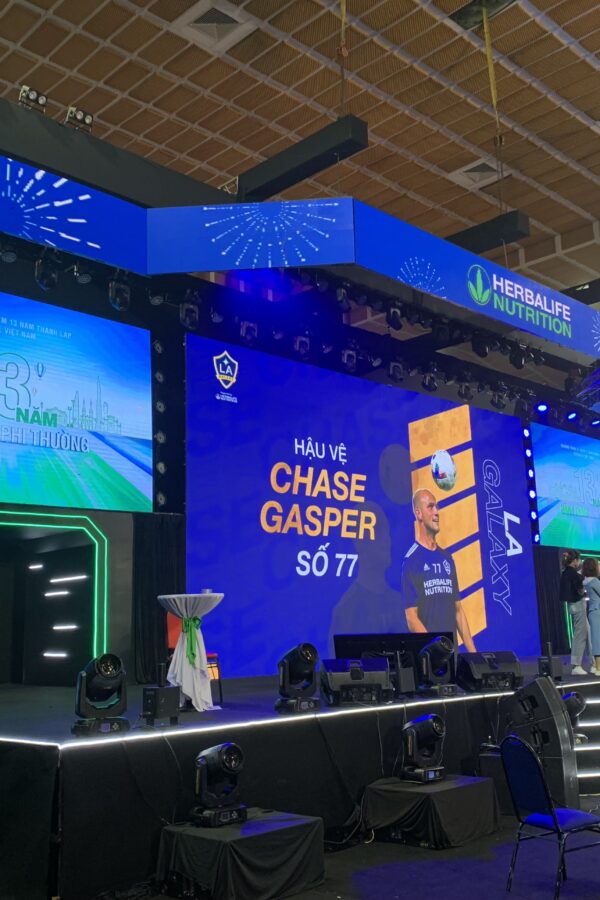 HERBALIFE
NUTRITION
13 NĂM THÀNH LẬP
VIỆT NAM
3
NĂM
PHI THƯỜNG
LA
HẬU VỆ
CHASE
GASPER
SỐ 77
LA
GALAXY
77
HERBALIFE
NUTRITION